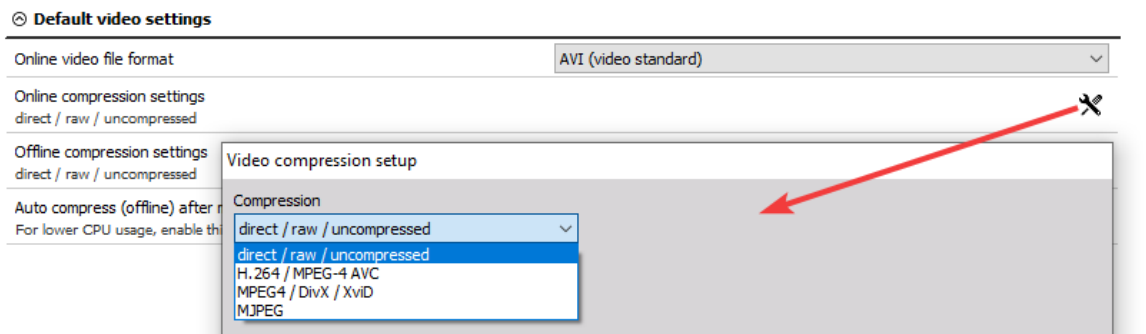 Default video settings
Online video file format
AVI (video standard)
Online compression settings
direct / raw / uncompressed
Offline compression settings
direct / raw / uncompressed
Auto compress (offline) after
For lower CPU usage, enable
Video compression setup
Compression
direct / raw / uncompressed
direct / raw / uncompressed
H.264 / MPEG-4 AVC
MPEG4 / DivX / XviD
MJPEG